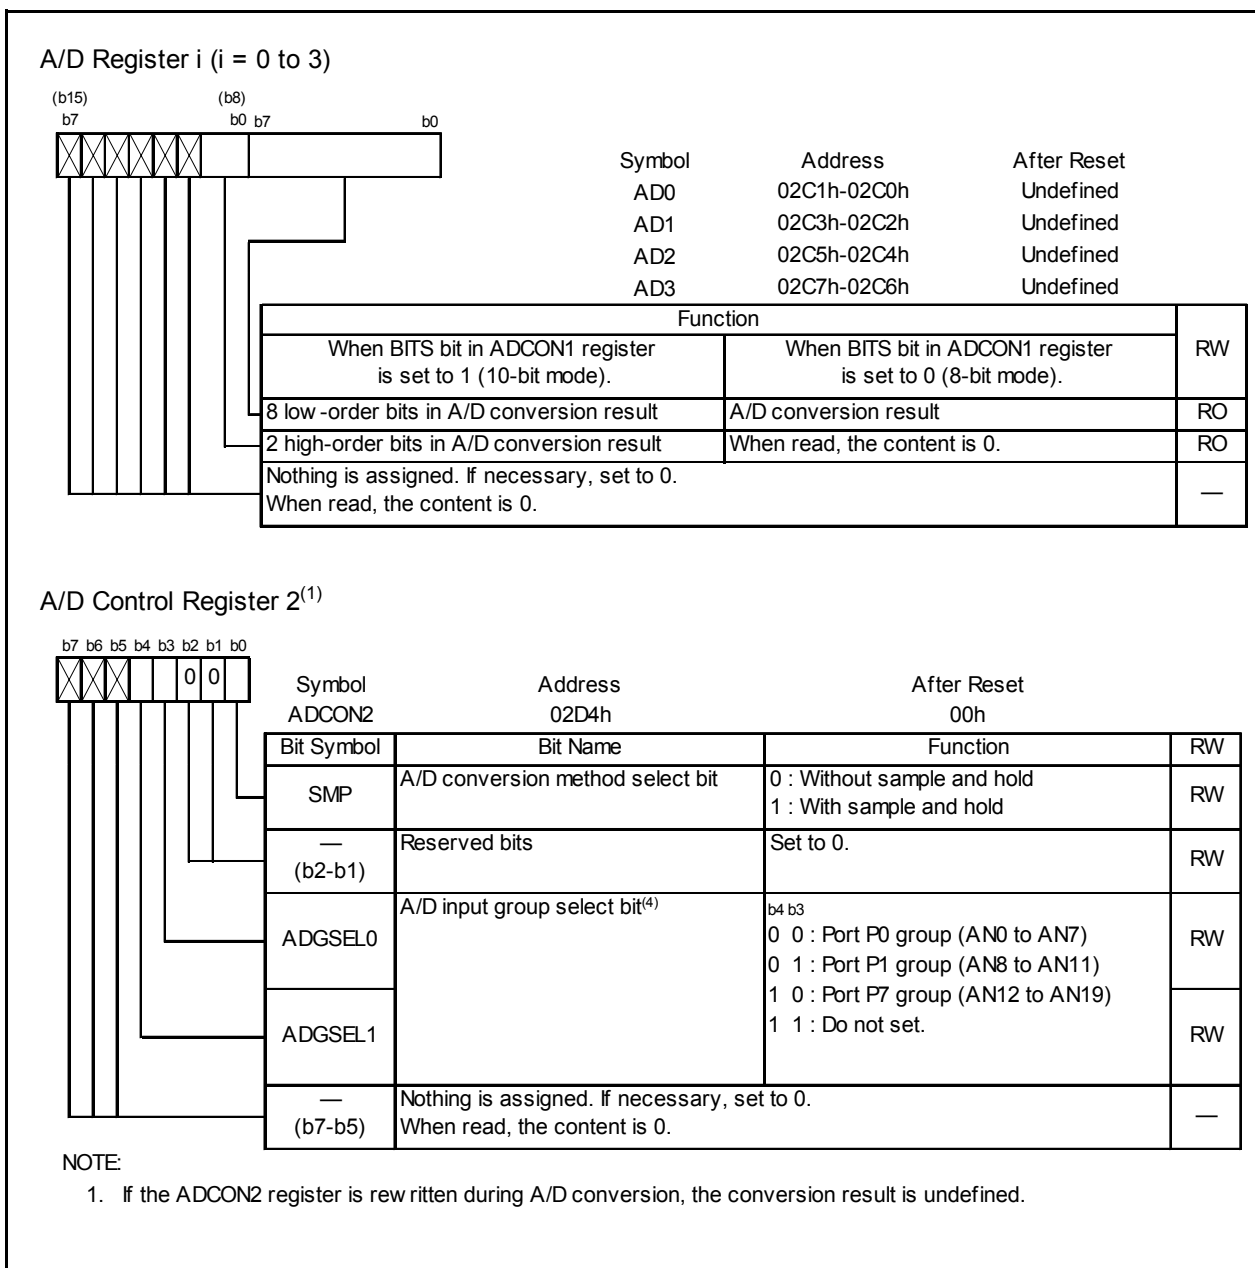 A/D Register i (i = 0 to 3)
(b15) (b8)
b7 b0 b7 b0
Symbol Address After Reset
AD0 02C1h-02C0h Undefined
AD1 02C3h-02C2h Undefined
AD2 02C5h-02C4h Undefined
AD3 02C7h-02C6h Undefined
Function
When BITS bit in ADCON1 register When BITS bit in ADCON1 register RW
is set to 1 (10-bit mode). is set to 0 (8-bit mode).
8 low-order bits in A/D conversion result A/D conversion result RO
2 high-order bits in A/D conversion result When read, the content is 0. RO
Nothing is assigned. If necessary, set to 0.
When read, the content is 0. —
A/D Control Register 2(1)
b7 b6 b5 b4 b3 b2 b1 b0
0 0
Symbol Address After Reset
ADCON2 02D4h 00h
Bit Symbol Bit Name Function RW
SMP A/D conversion method select bit 0 : Without sample and hold RW
1 : With sample and hold
— Reserved bits Set to 0. RW
(b2-b1)
A/D input group select bit(4) b4 b3
ADGSEL0 0 0 : Port P0 group (AN0 to AN7) RW
0 1 : Port P1 group (AN8 to AN11)
1 0 : Port P7 group (AN12 to AN19)
ADGSEL1 1 1 : Do not set. RW
— Nothing is assigned. If necessary, set to 0. —
(b7-b5) When read, the content is 0.
NOTE:
1. If the ADCON2 register is rewritten during A/D conversion, the conversion result is undefined.